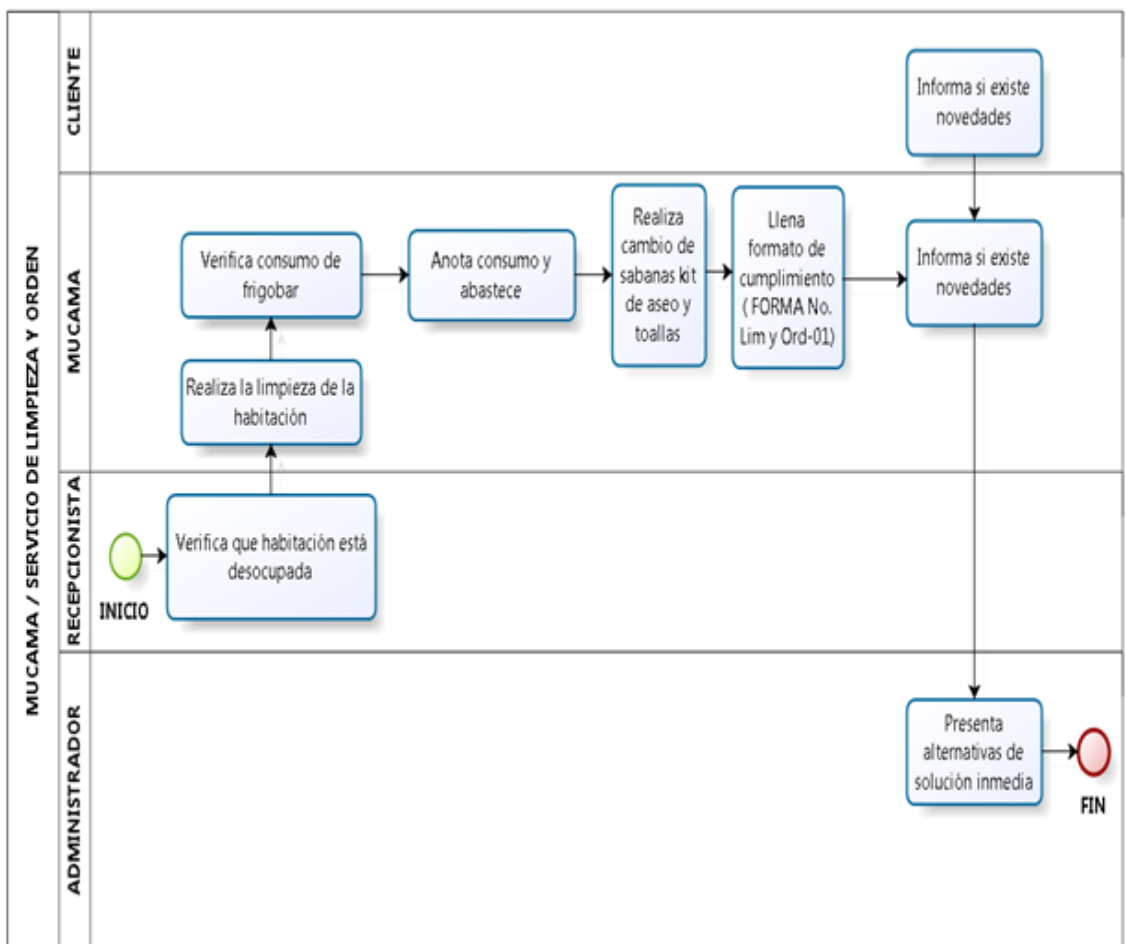 MUCAMA / SERVICIO DE LIMPIEZA Y ORDEN
CLIENTE
Informa si existe
novedades
MUCAMA
Verifica consumo de
frigobar
Anota consumo y
abastece
Realiza
cambio de
sabanas kit
de aseo y
toallas
Llena
formato de
cumplimiento
( FORMA No.
Lim y Ord-01)
Informa si existe
novedades
Realiza la limpieza de la
habitación
RECEPCIONISTA
INICIO
Verifica que habitación está
desocupada
ADMINISTRADOR
Presenta
alternativas de
solución inmedia
FIN